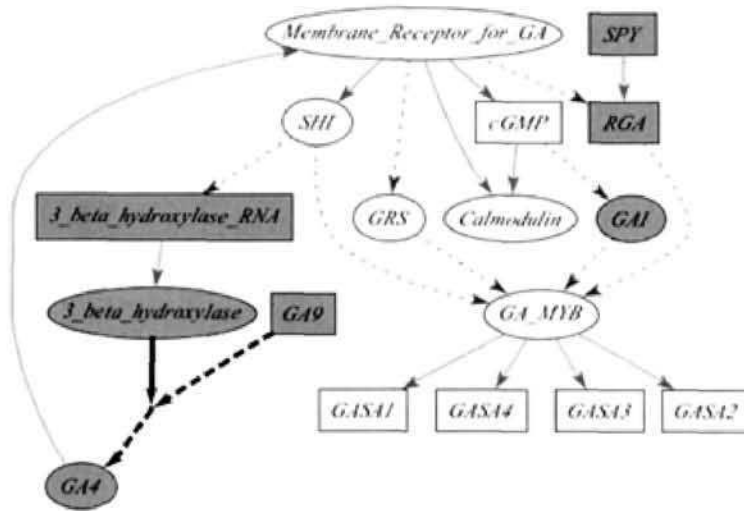 Membrane_Receptor_for_GA
SPY
SHI
cGMP
RGA
3_beta_hydroxylase_RNA
GRS
Calmodulin
GAI
3_beta_hydroxylase
GA9
GA_MYB
GASA1
GASA4
GASA3
GASA2
GA4